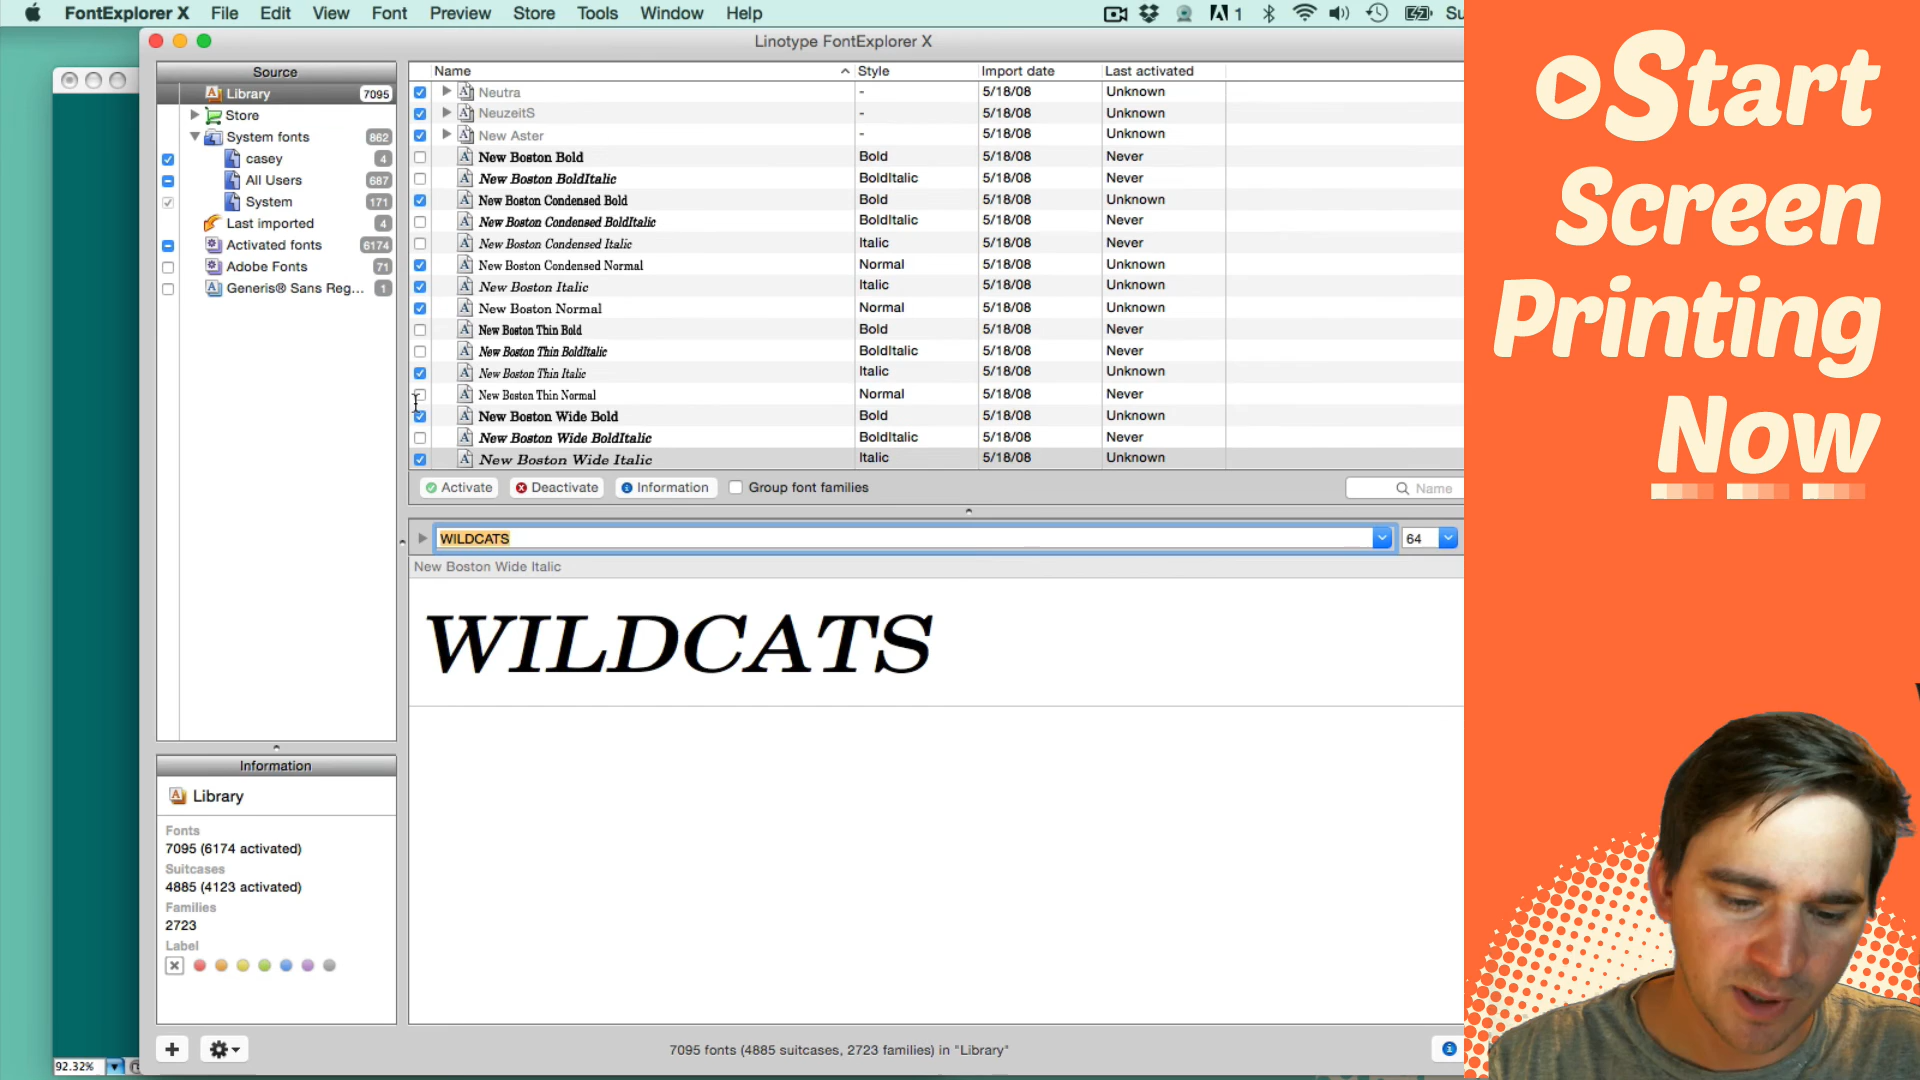 FontExplorer X File Edit View Font Preview Store Tools Window Help 1 Su
Linotype FontExplorer X
Source
Library 7095
Store
System fonts 862
casey 4
All Users 687
System 171
Last imported 4
Activated fonts 6174
Adobe Fonts 71
Generis® Sans Reg... 1
Name Style Import date Last activated
Neutra - 5/18/08 Unknown
NeuzeitS - 5/18/08 Unknown
New Aster - 5/18/08 Unknown
New Boston Bold Bold 5/18/08 Never
New Boston BoldItalic BoldItalic 5/18/08 Never
New Boston Condensed Bold Bold 5/18/08 Unknown
New Boston Condensed BoldItalic BoldItalic 5/18/08 Never
New Boston Condensed Italic Italic 5/18/08 Never
New Boston Condensed Normal Normal 5/18/08 Unknown
New Boston Italic Italic 5/18/08 Unknown
New Boston Normal Normal 5/18/08 Unknown
New Boston Thin Bold Bold 5/18/08 Never
New Boston Thin BoldItalic BoldItalic 5/18/08 Never
New Boston Thin Italic Italic 5/18/08 Unknown
New Boston Thin Normal Normal 5/18/08 Never
New Boston Wide Bold Bold 5/18/08 Unknown
New Boston Wide BoldItalic BoldItalic 5/18/08 Never
New Boston Wide Italic Italic 5/18/08 Unknown
Activate Deactivate Information Group font families Name
WILDCATS 64
New Boston Wide Italic
WILDCATS
Information
Library
Fonts
7095 (6174 activated)
Suitcases
4885 (4123 activated)
Families
2723
Label
7095 fonts (4885 suitcases, 2723 families) in "Library"
92.32%
Start
Screen
Printing
Now